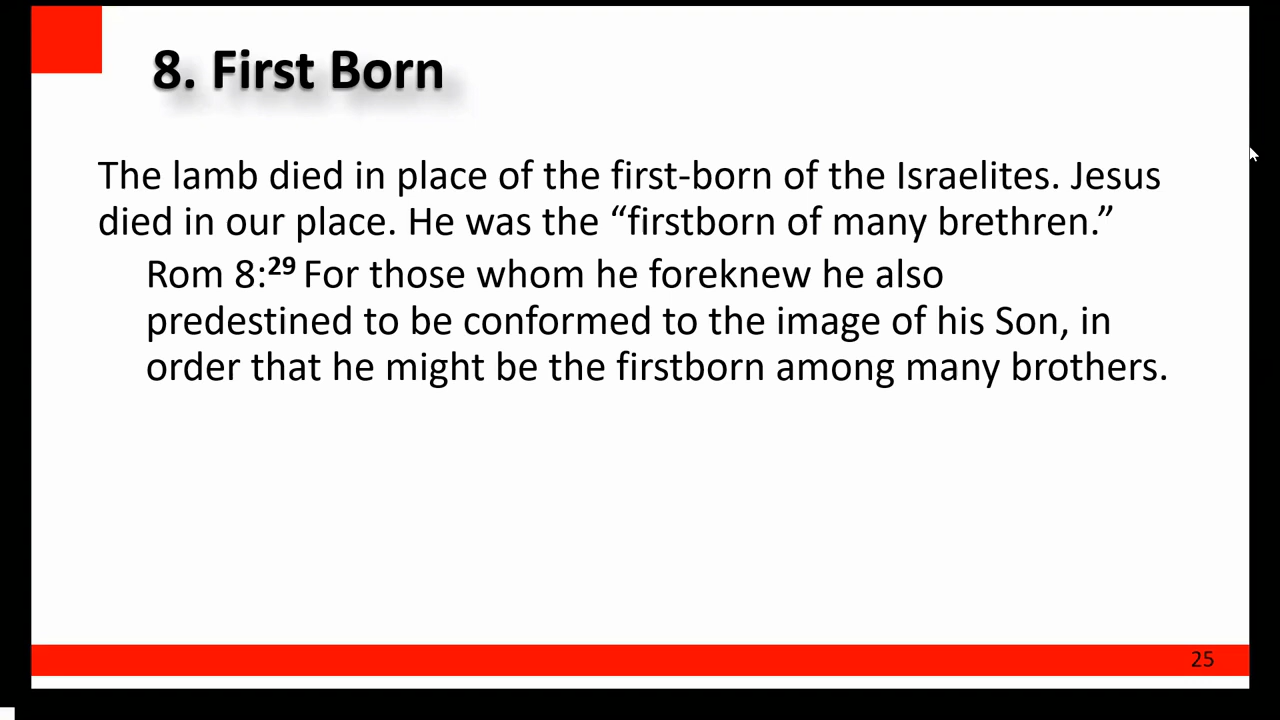 8. First Born
The lamb died in place of the first-born of the Israelites. Jesus
died in our place. He was the “firstborn of many brethren.”
Rom 8:29 For those whom he foreknew he also
predestined to be conformed to the image of his Son, in
order that he might be the firstborn among many brothers.
25